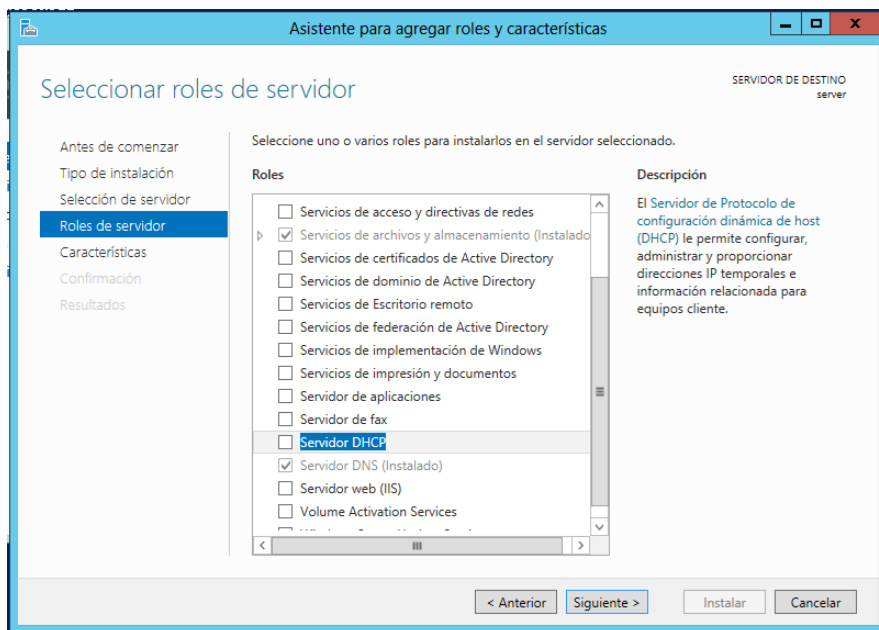 Asistente para agregar roles y características
Seleccionar roles de servidor
SERVIDOR DE DESTINO
server
Antes de comenzar
Tipo de instalación
Selección de servidor
Roles de servidor
Características
Confirmación
Resultados
Seleccione uno o varios roles para instalarlos en el servidor seleccionado.
Roles
Servicios de acceso y directivas de redes
Servicios de archivos y almacenamiento (Instalado
Servicios de certificados de Active Directory
Servicios de dominio de Active Directory
Servicios de Escritorio remoto
Servicios de federación de Active Directory
Servicios de implementación de Windows
Servicios de impresión y documentos
Servidor de aplicaciones
Servidor de fax
Servidor DHCP
Servidor DNS (Instalado)
Servidor web (IIS)
Volume Activation Services
Descripción
El Servidor de Protocolo de
configuración dinámica de host
(DHCP) le permite configurar,
administrar y proporcionar
direcciones IP temporales e
información relacionada para
equipos cliente.
< Anterior
Siguiente >
Instalar
Cancelar